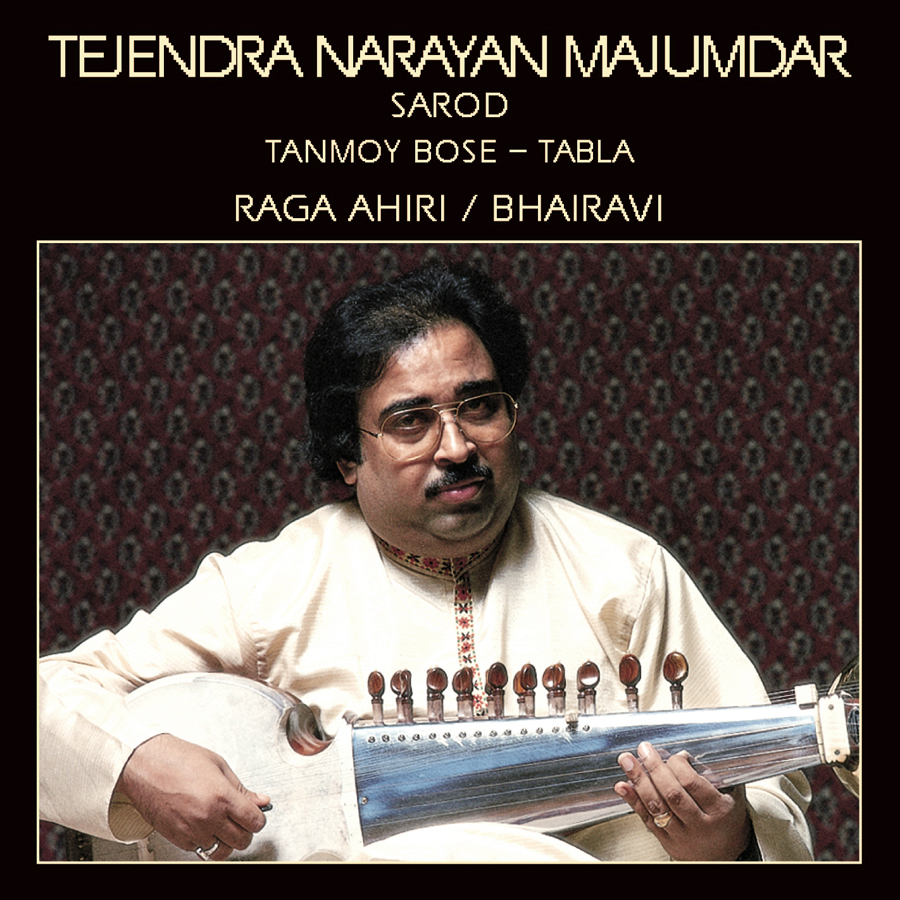 TEJENDRA NARAYAN MAJUMDAR
SAROD
TANMOY BOSE – TABLA
RAGA AHIRI / BHAIRAVI